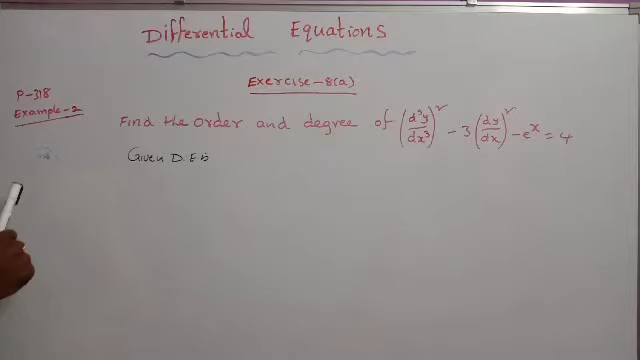 Differential Equations
Exercise-8(a)
P-318
Example-2
Find the order and degree of (d³y/dx³)² - 3(dy/dx)² - eˣ = 4
Given D.E is